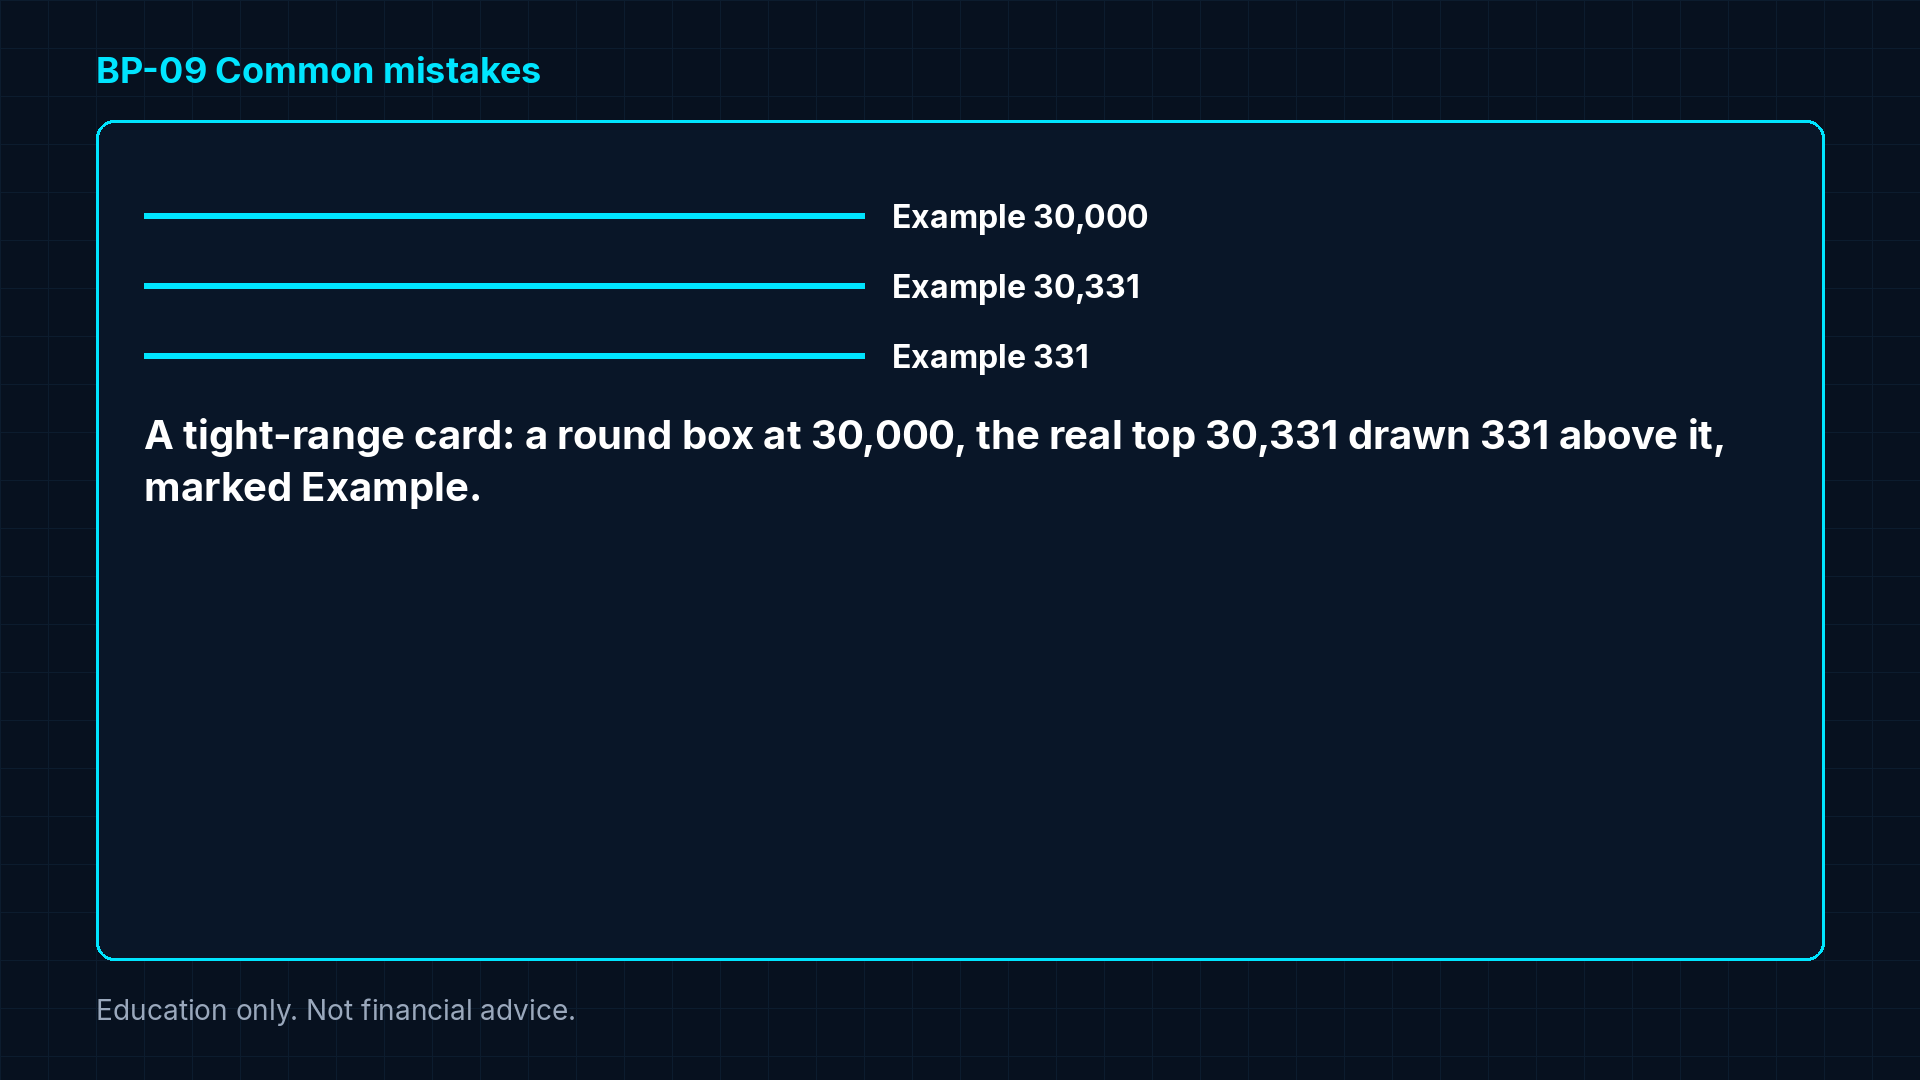 BP-09 Common mistakes
Example 30,000
Example 30,331
Example 331
A tight-range card: a round box at 30,000, the real top 30,331 drawn 331 above it,
marked Example.
Education only. Not financial advice.